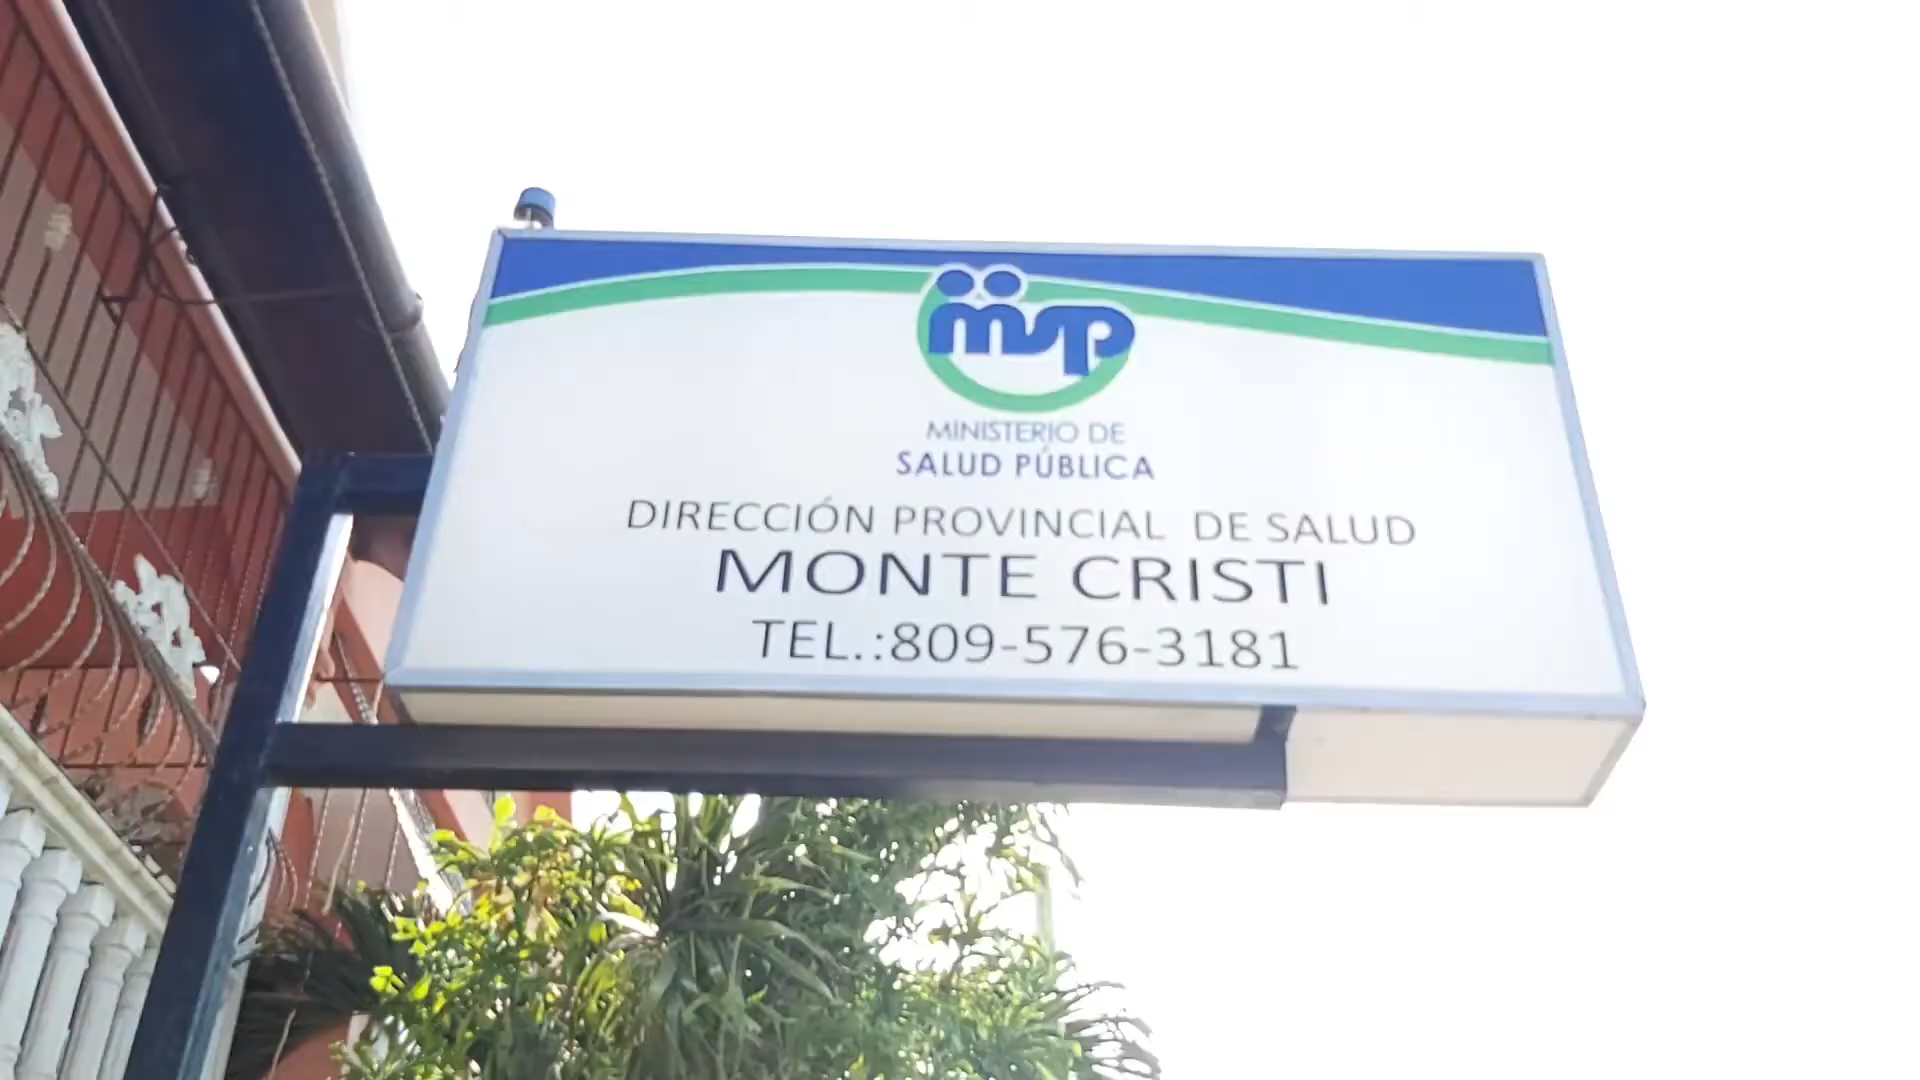 msp
MINISTERIO DE
SALUD PÚBLICA
DIRECCIÓN PROVINCIAL DE SALUD
MONTE CRISTI
TEL.:809-576-3181